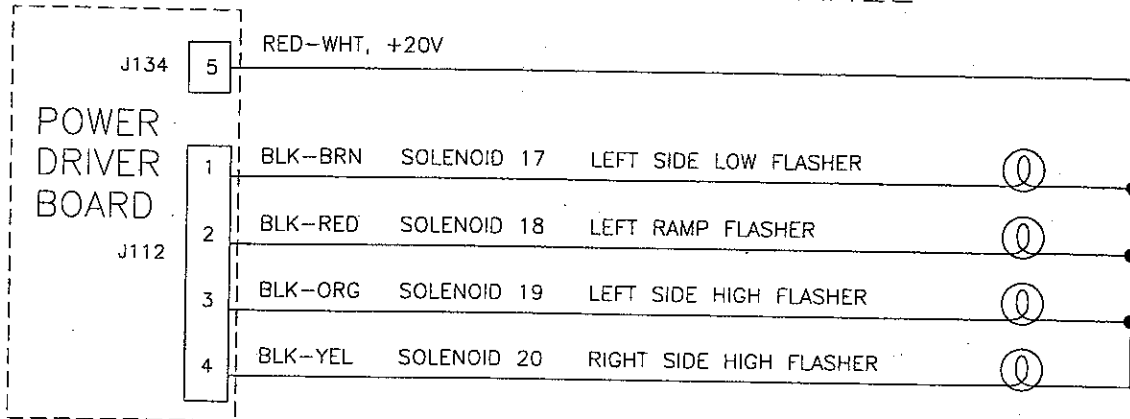 J134 5 RED-WHT, +20V
POWER
DRIVER
BOARD
J112
1 BLK-BRN SOLENOID 17 LEFT SIDE LOW FLASHER
2 BLK-RED SOLENOID 18 LEFT RAMP FLASHER
3 BLK-ORG SOLENOID 19 LEFT SIDE HIGH FLASHER
4 BLK-YEL SOLENOID 20 RIGHT SIDE HIGH FLASHER